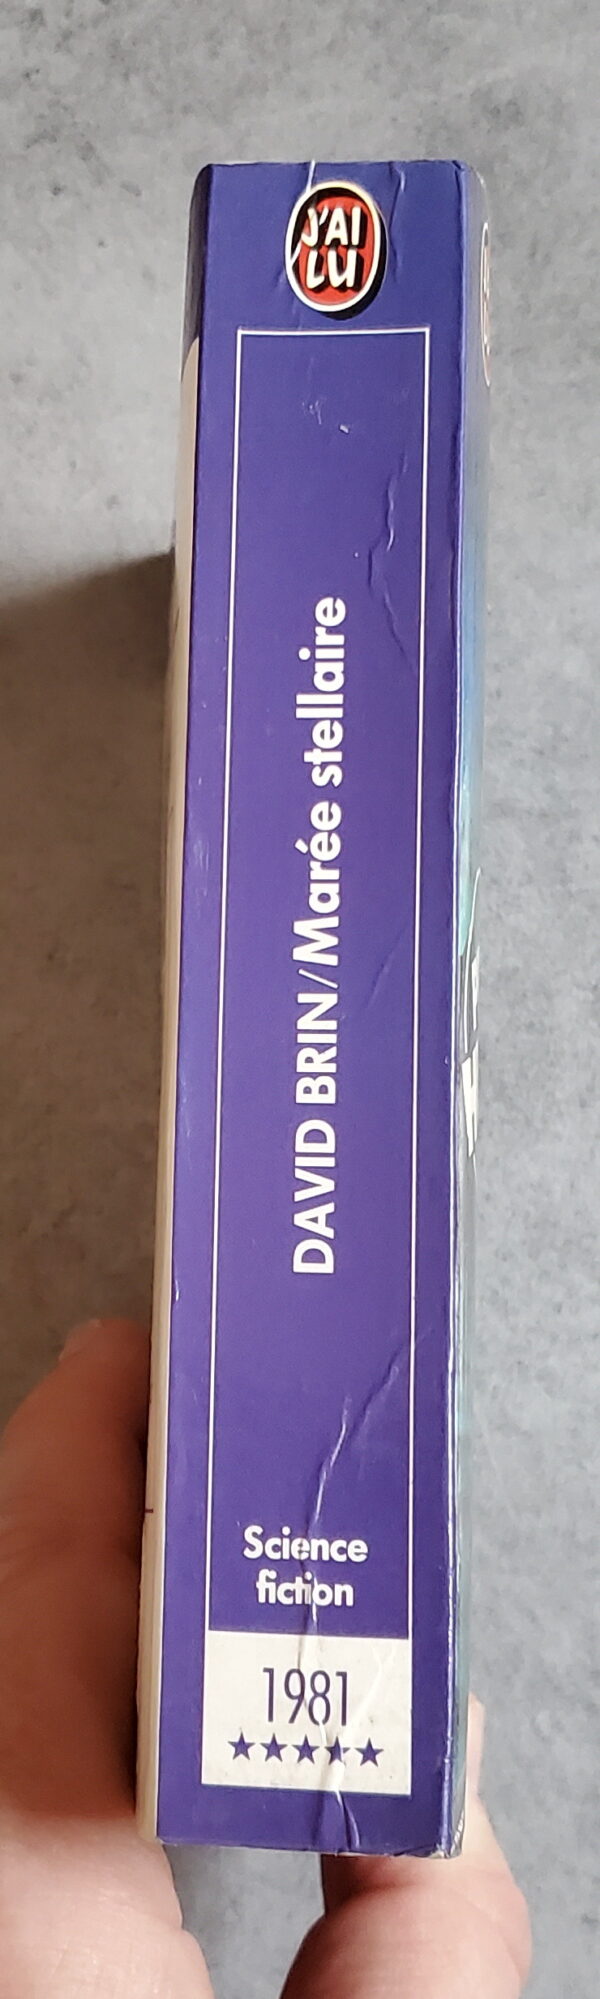 J'AI
LU
DAVID BRIN/Marée stellaire
Science
fiction
1981
★★★★★